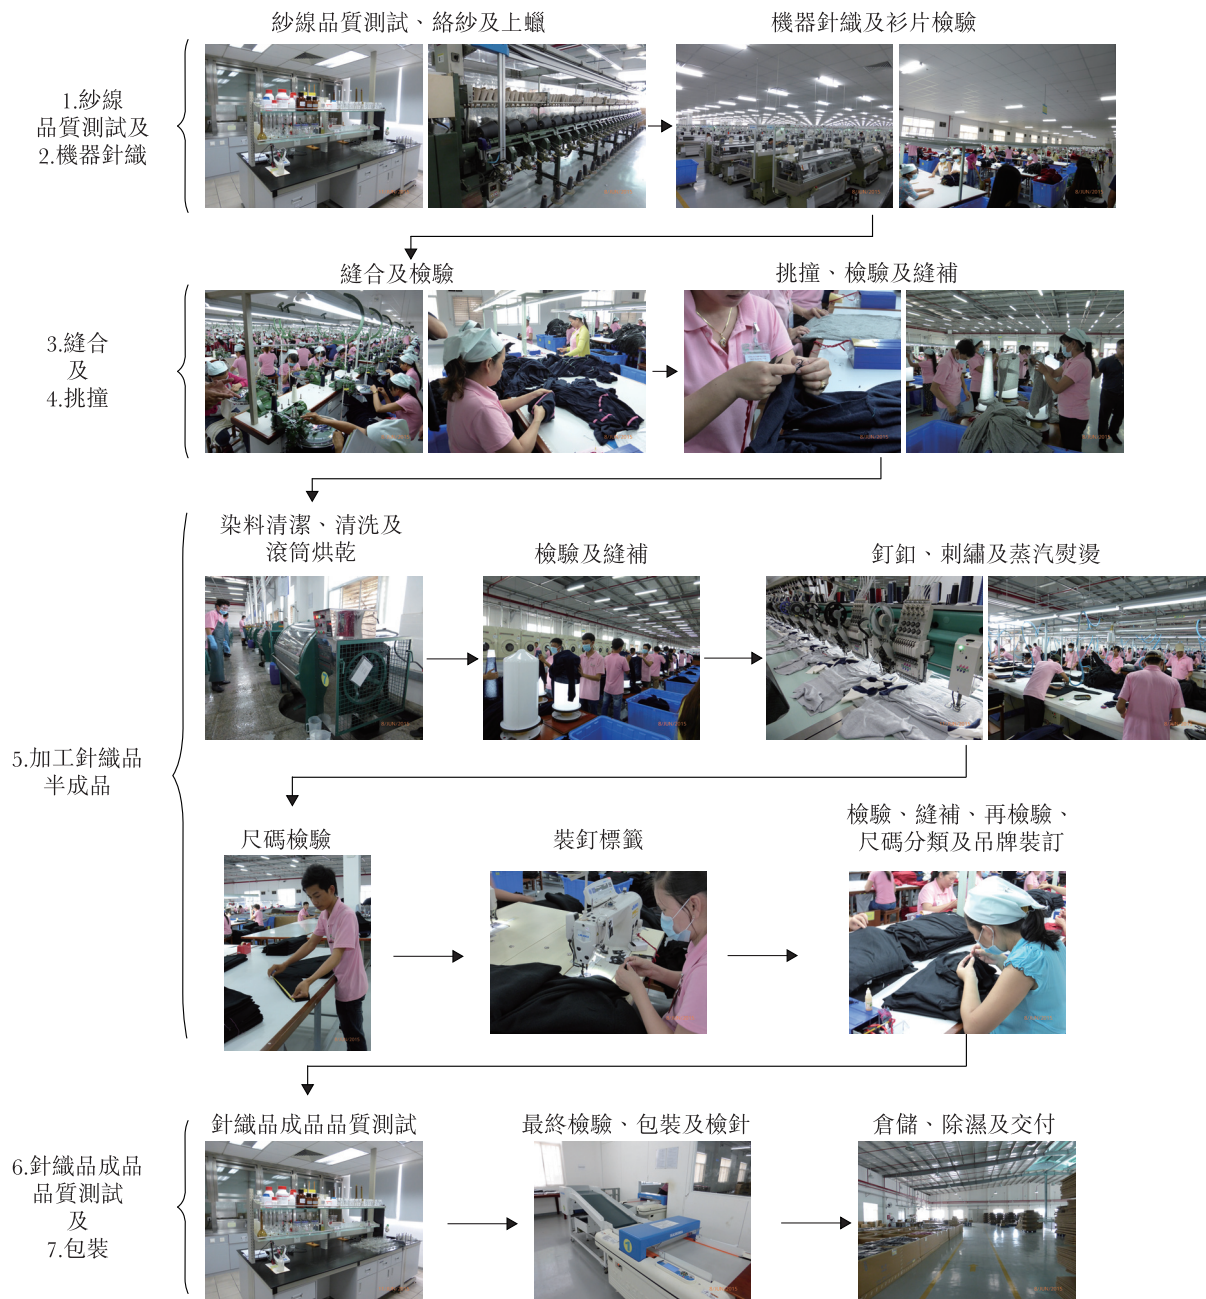 紗線品質測試、絡紗及上蠟
機器針織及衫片檢驗
1.紗線
品質測試及
2.機器針織
縫合及檢驗
挑撞、檢驗及縫補
3.縫合
及
4.挑撞
染料清潔、清洗及
滾筒烘乾
檢驗及縫補
釘釦、刺繡及蒸汽熨燙
5.加工針織品
半成品
尺碼檢驗
裝釘標籤
檢驗、縫補、再檢驗、
尺碼分類及吊牌裝訂
針織品成品品質測試
最終檢驗、包裝及檢針
倉儲、除濕及交付
6.針織品成品
品質測試
及
7.包裝